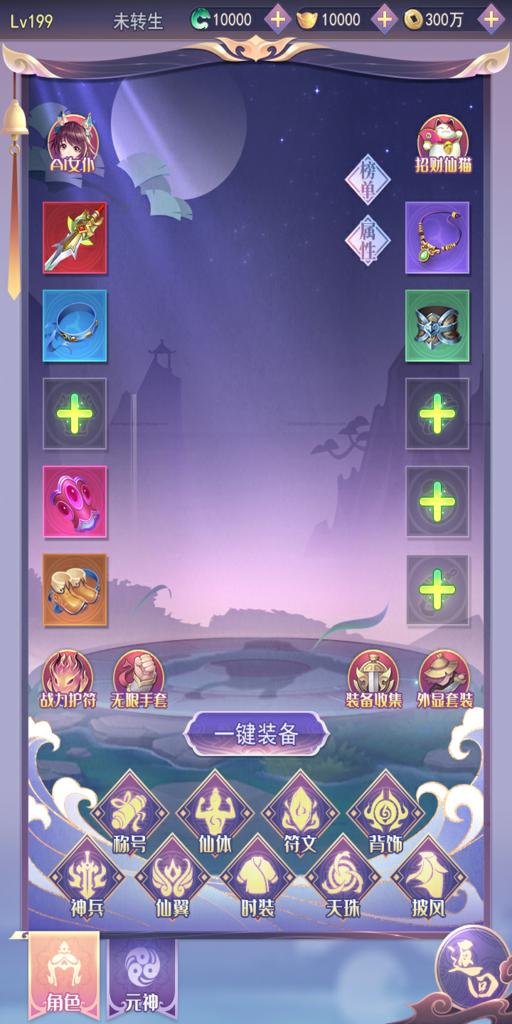 Lv199 未转生 10000 10000 300万
AI女仆
招财仙猫
榜单
属性
战力护符 无限手套 装备收集 外显套装
一键装备
称号 仙体 符文 背饰
神兵 仙翼 时装 天珠 披风
角色 元神
返回